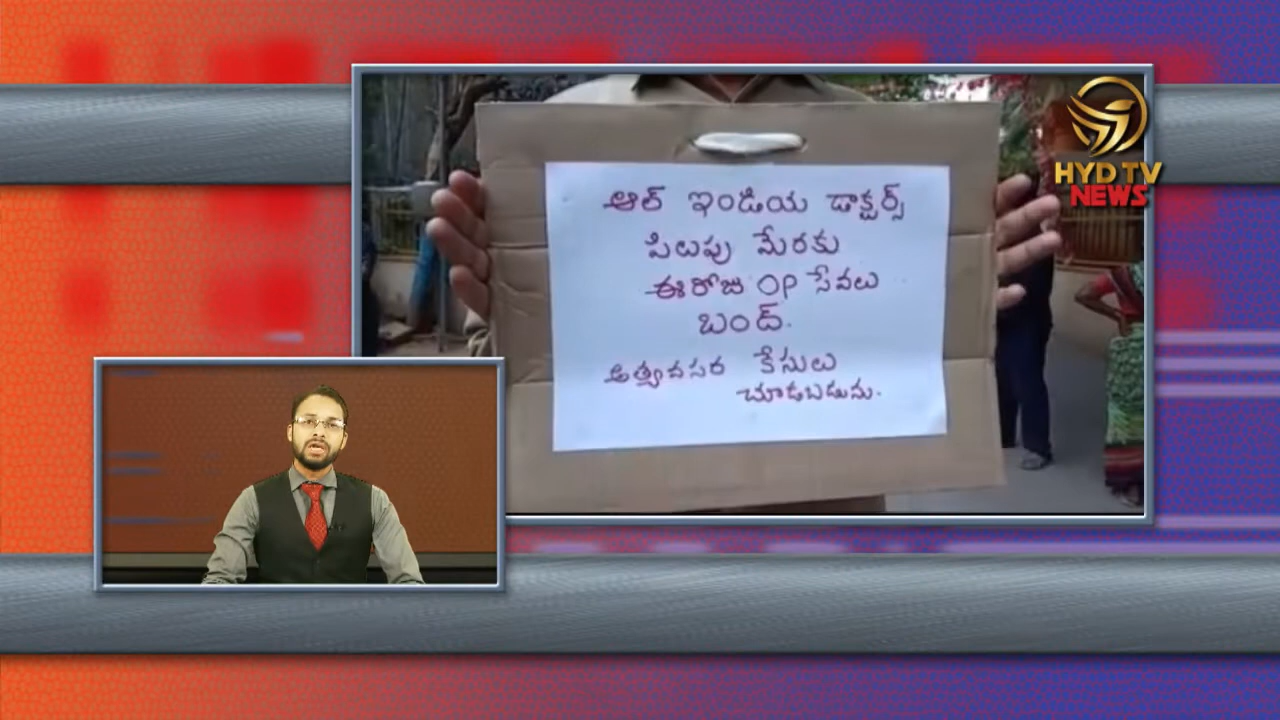 HYD TV
NEWS
ఆల్ ఇండియ డాక్టర్స్
పిలుపు మేరకు
ఈరోజు OP సేవలు
బంద్.
అత్యవసర కేసులు
చూడబడును.